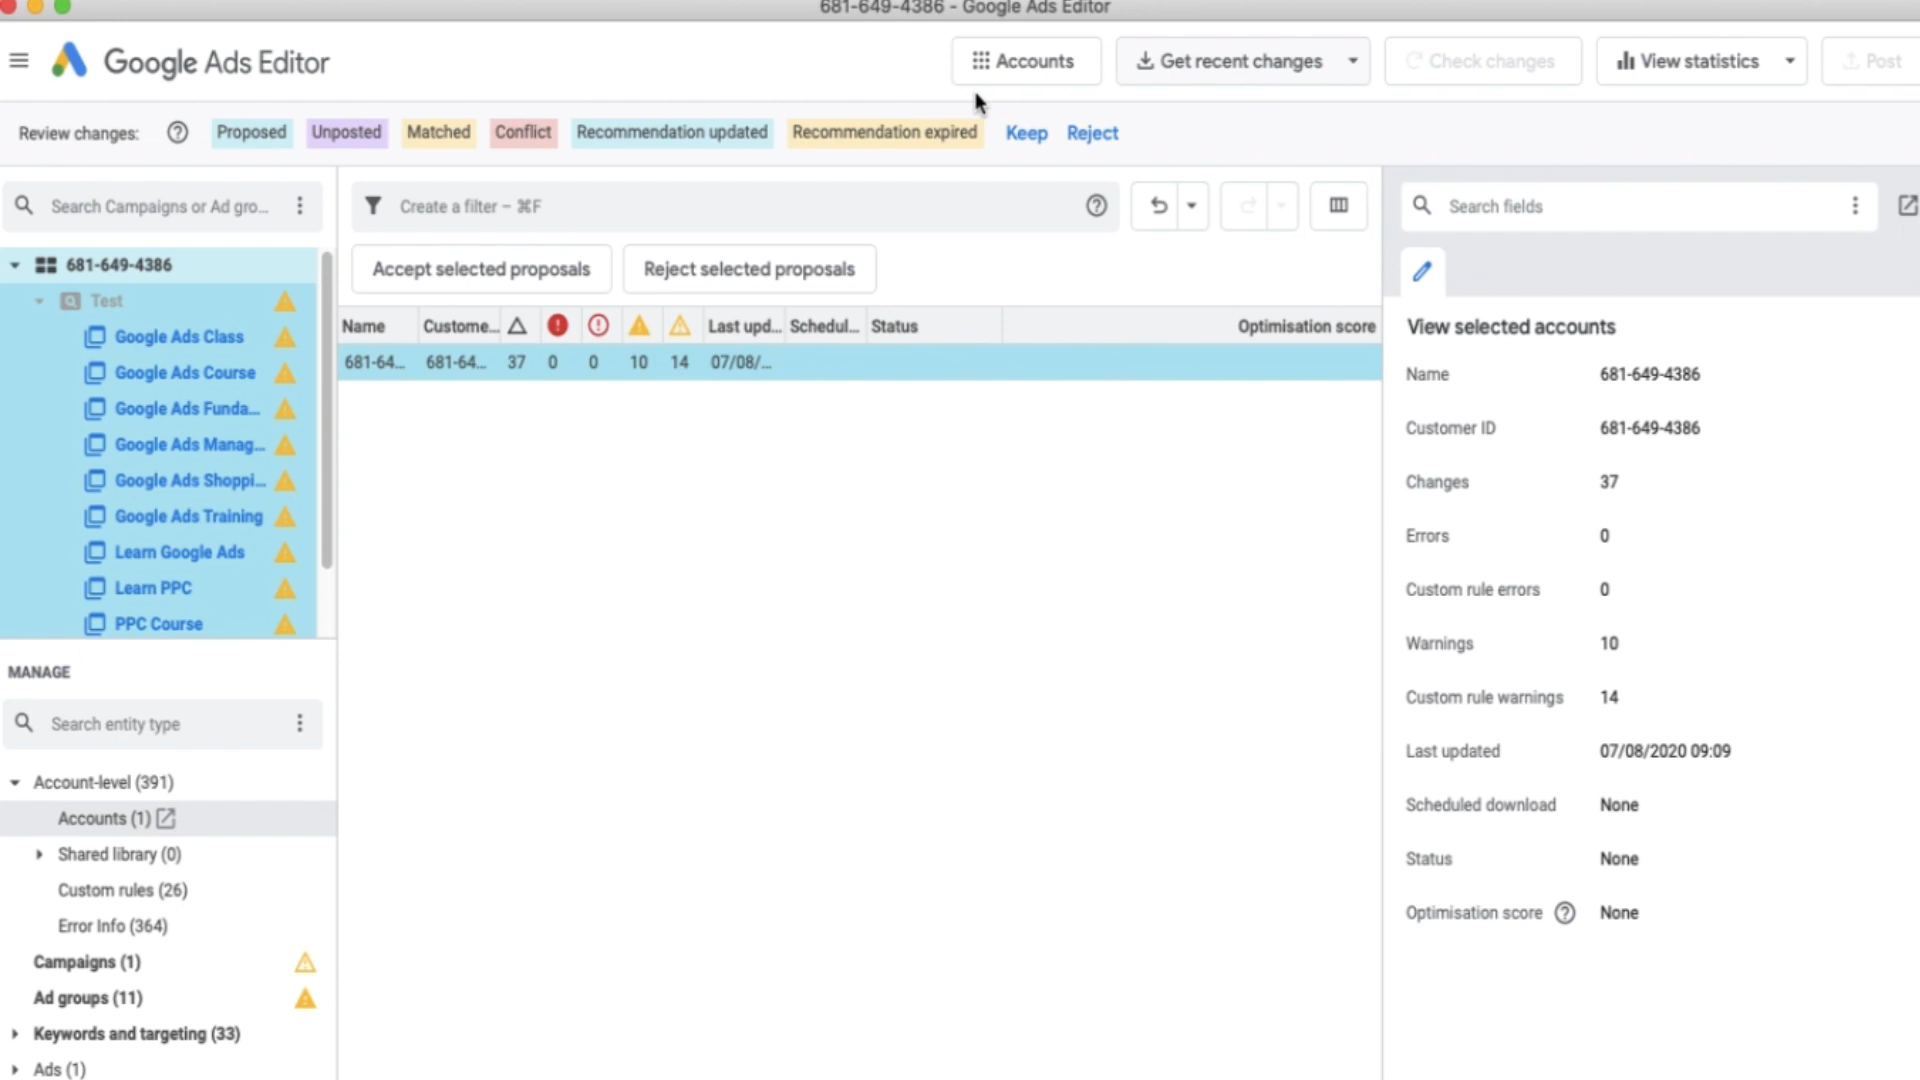 681-649-4386 - Google Ads Editor
Google Ads Editor
Accounts
Get recent changes
Check changes
View statistics
Post
Review changes:
Proposed
Unposted
Matched
Conflict
Recommendation updated
Recommendation expired
Keep
Reject
Search Campaigns or Ad gro...
Create a filter – ⌘F
Search fields
Accept selected proposals
Reject selected proposals
681-649-4386
Test
Google Ads Class
Google Ads Course
Google Ads Funda...
Google Ads Manag...
Google Ads Shoppi...
Google Ads Training
Learn Google Ads
Learn PPC
PPC Course
Name Custome... Last upd... Schedul... Status Optimisation score
681-64... 681-64... 37 0 0 10 14 07/08/...
View selected accounts
Name 681-649-4386
Customer ID 681-649-4386
Changes 37
Errors 0
Custom rule errors 0
Warnings 10
Custom rule warnings 14
Last updated 07/08/2020 09:09
Scheduled download None
Status None
Optimisation score None
MANAGE
Search entity type
Account-level (391)
Accounts (1)
Shared library (0)
Custom rules (26)
Error Info (364)
Campaigns (1)
Ad groups (11)
Keywords and targeting (33)
Ads (1)